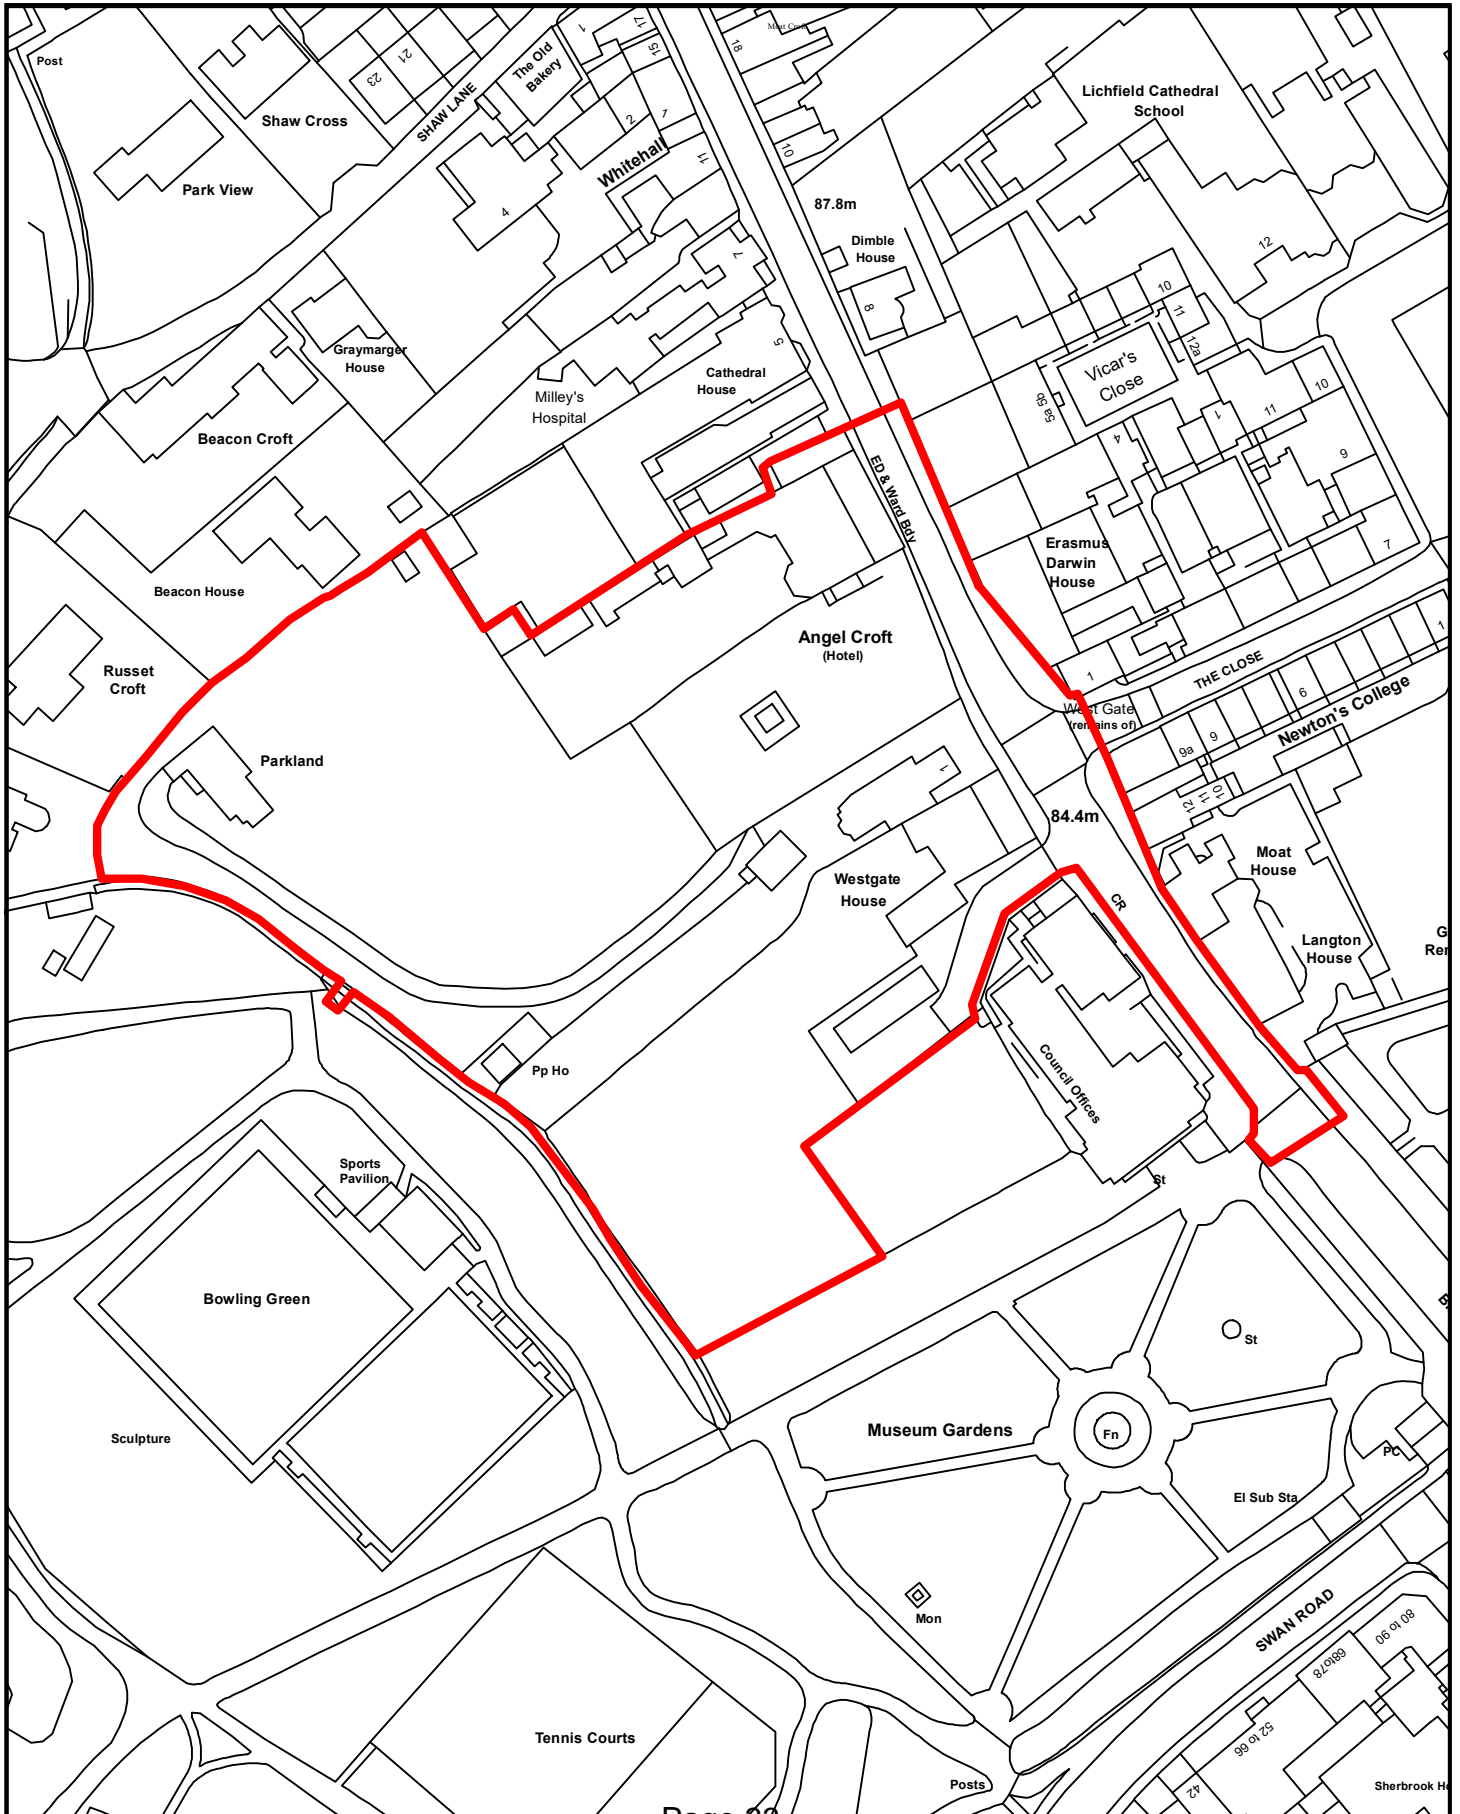 Post
Shaw Cross
Park View
23
21
SHAW LANE
The Old
Bakery
1
17
15
2
1
11
Whitehall
4
18
Moat Croft
10
Lichfield Cathedral
School
87.8m
Dimble
House
8
12
7
5
Graymarger
House
Milley's
Hospital
Cathedral
House
Beacon Croft
Beacon House
Vicar's
Close
10
11
12a
5a 5b
4
1
11
10
9
7
ED & Ward Bdy
Erasmus
Darwin
House
Angel Croft
(Hotel)
Russet
Croft
Parkland
1
THE CLOSE
West Gate
(remains of)
1
6
Newton's College
9
9a
12
11
10
1
84.4m
Westgate
House
Moat
House
Langton
House
CR
Council Offices
Pp Ho
St
Sports
Pavilion
Bowling Green
Sculpture
St
Museum Gardens
Fn
PC
El Sub Sta
Mon
SWAN ROAD
80 to 90
68to78
52 to 66
42
Tennis Courts
Posts